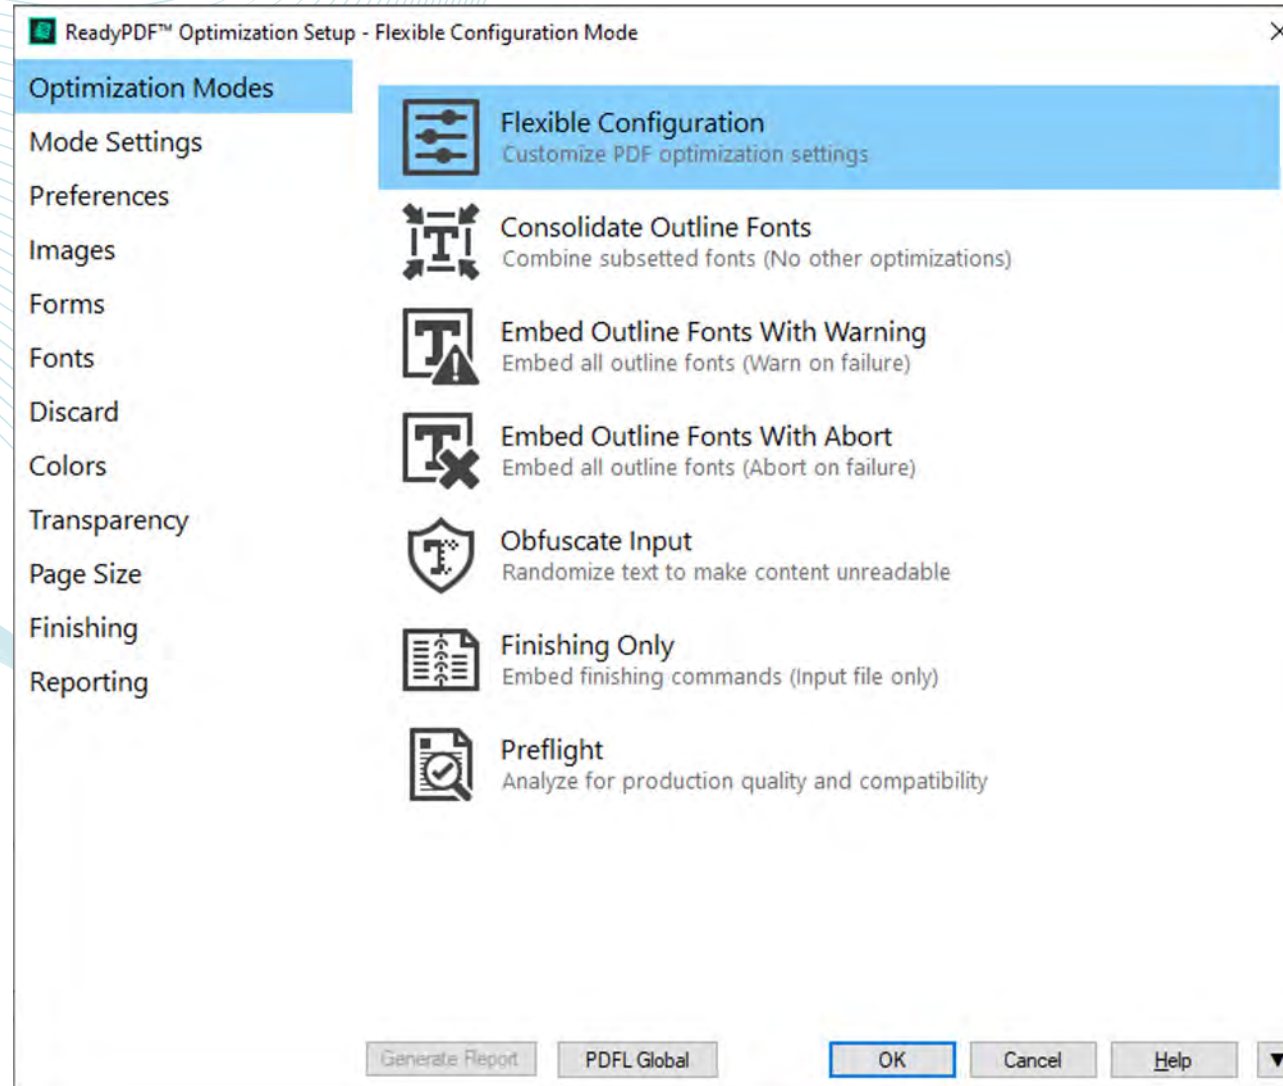 ReadyPDF™ Optimization Setup - Flexible Configuration Mode
Optimization Modes
Mode Settings
Preferences
Images
Forms
Fonts
Discard
Colors
Transparency
Page Size
Finishing
Reporting
Flexible Configuration
Customize PDF optimization settings
Consolidate Outline Fonts
Combine subsetted fonts (No other optimizations)
Embed Outline Fonts With Warning
Embed all outline fonts (Warn on failure)
Embed Outline Fonts With Abort
Embed all outline fonts (Abort on failure)
Obfuscate Input
Randomize text to make content unreadable
Finishing Only
Embed finishing commands (Input file only)
Preflight
Analyze for production quality and compatibility
Generate Report
PDFL Global
OK
Cancel
Help